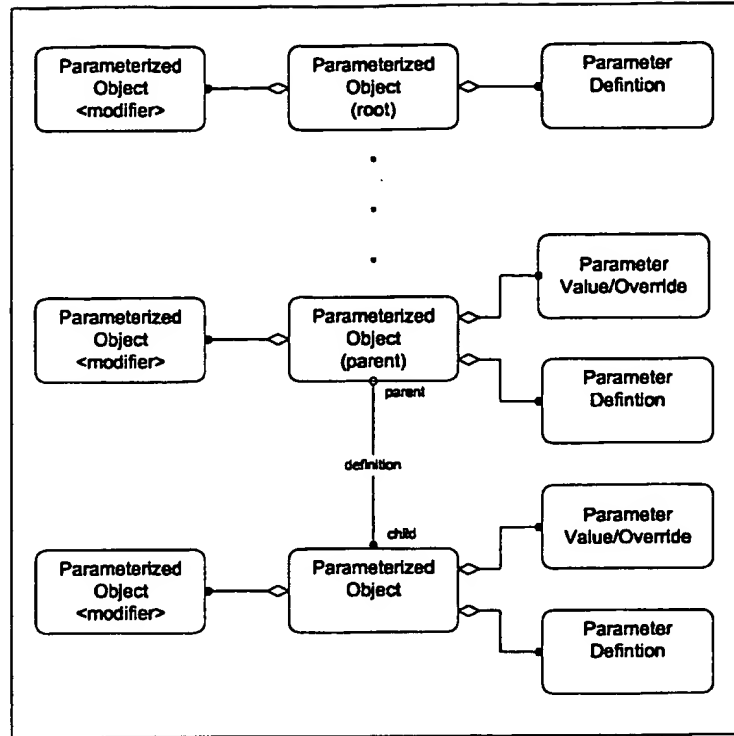 Parameterized
Object
<modifier>
Parameterized
Object
(root)
Parameter
Defintion
Parameter
Value/Override
Parameterized
Object
<modifier>
Parameterized
Object
(parent)
parent
Parameter
Defintion
definition
child
Parameter
Value/Override
Parameterized
Object
<modifier>
Parameterized
Object
Parameter
Defintion